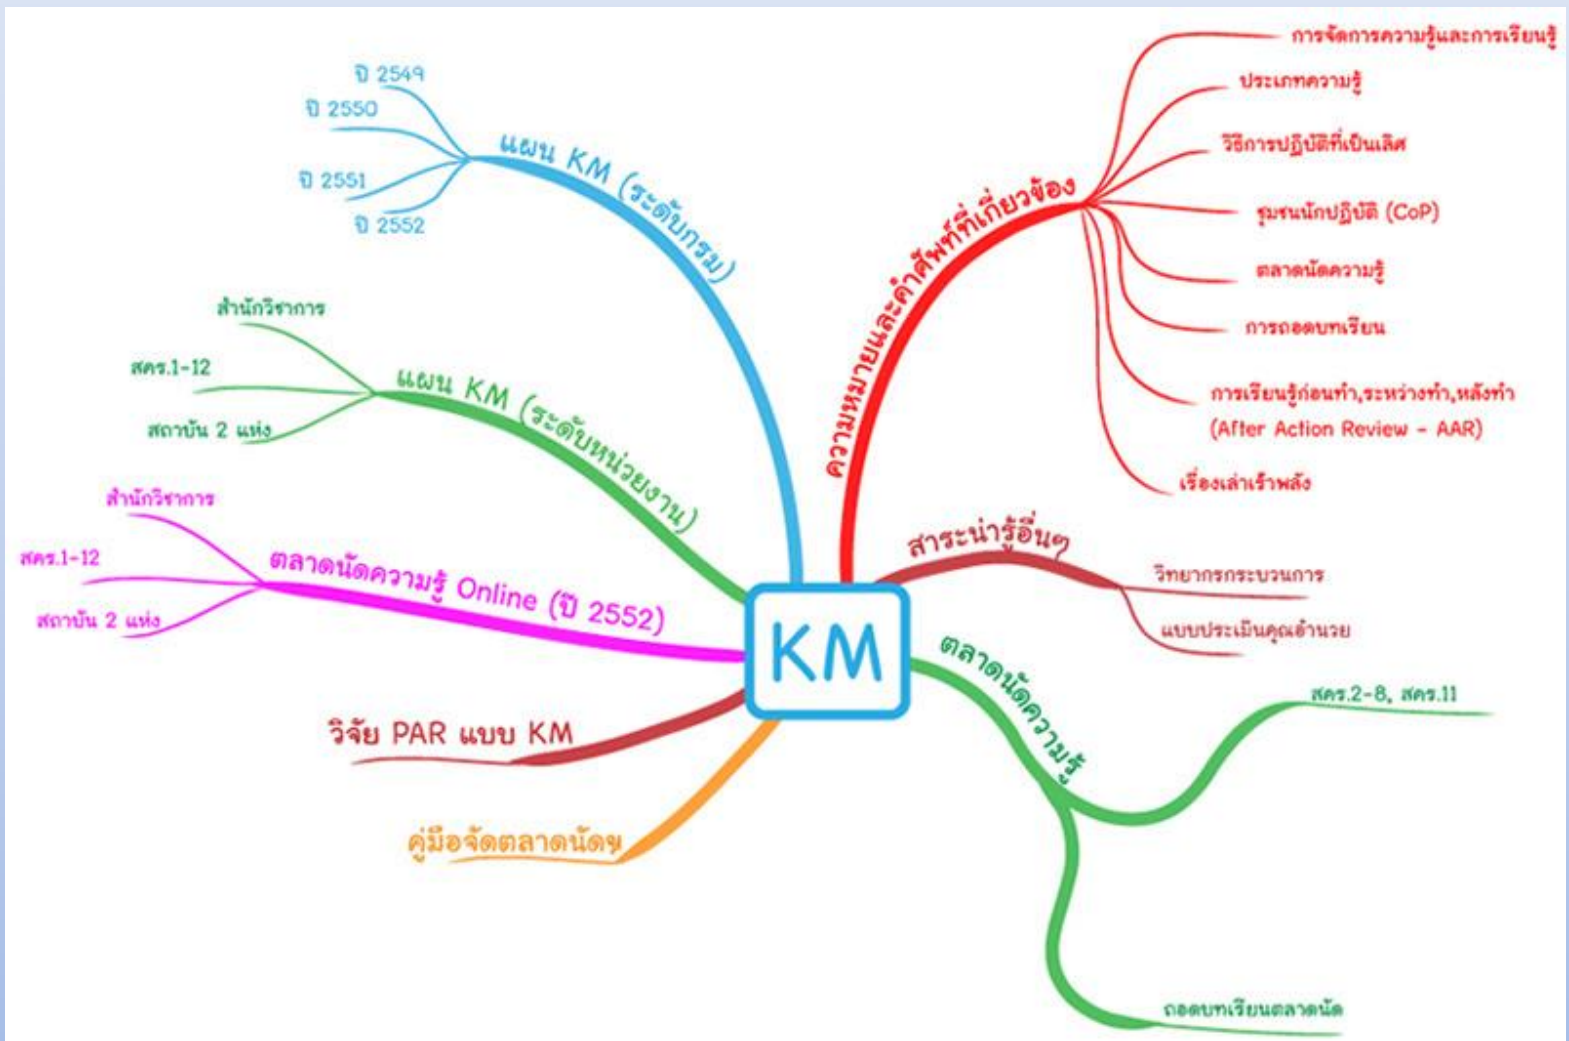 KM
ความหมายและคำศัพท์ที่เกี่ยวข้อง
การจัดการความรู้และการเรียนรู้
ประเภทความรู้
วิธีการปฏิบัติที่เป็นเลิศ
ชุมชนนักปฏิบัติ (CoP)
ตลาดนัดความรู้
การถอดบทเรียน
การเรียนรู้ก่อนทำ,ระหว่างทำ,หลังทำ
(After Action Review - AAR)
เรื่องเล่าเร้าพลัง
สาระน่ารู้อื่นๆ
วิทยากรกระบวนการ
แบบประเมินคุณอำนวย
ตลาดนัดความรู้
สคร.2-8, สคร.11
ถอดบทเรียนตลาดนัด
แผน KM (ระดับกรม)
ปี 2549
ปี 2550
ปี 2551
ปี 2552
แผน KM (ระดับหน่วยงาน)
สำนักวิชาการ
สคร.1-12
สถาบัน 2 แห่ง
ตลาดนัดความรู้ Online (ปี 2552)
สำนักวิชาการ
สคร.1-12
สถาบัน 2 แห่ง
วิจัย PAR แบบ KM
คู่มือจัดตลาดนัดฯ